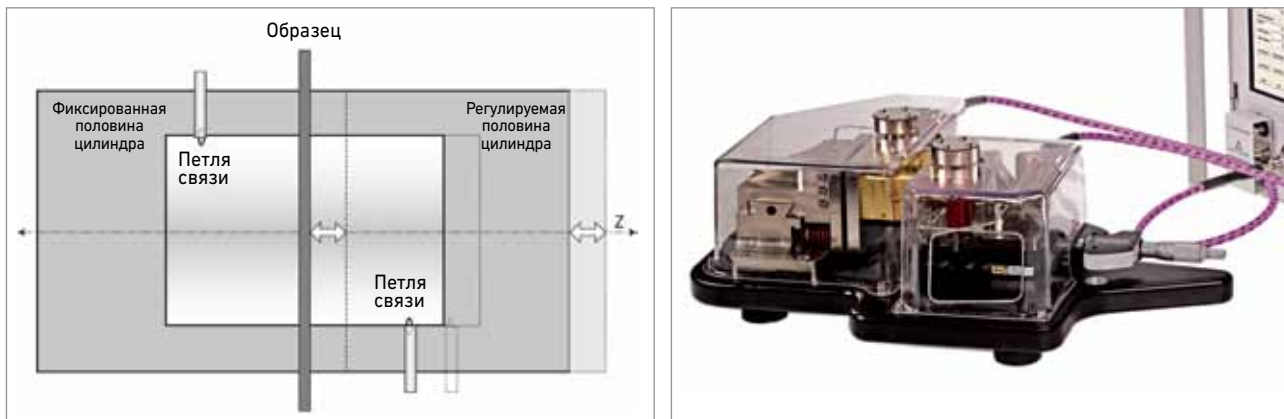 Образец
Фиксированная
половина
цилиндра
Регулируемая
половина
цилиндра
Петля
связи
Z
Петля
связи